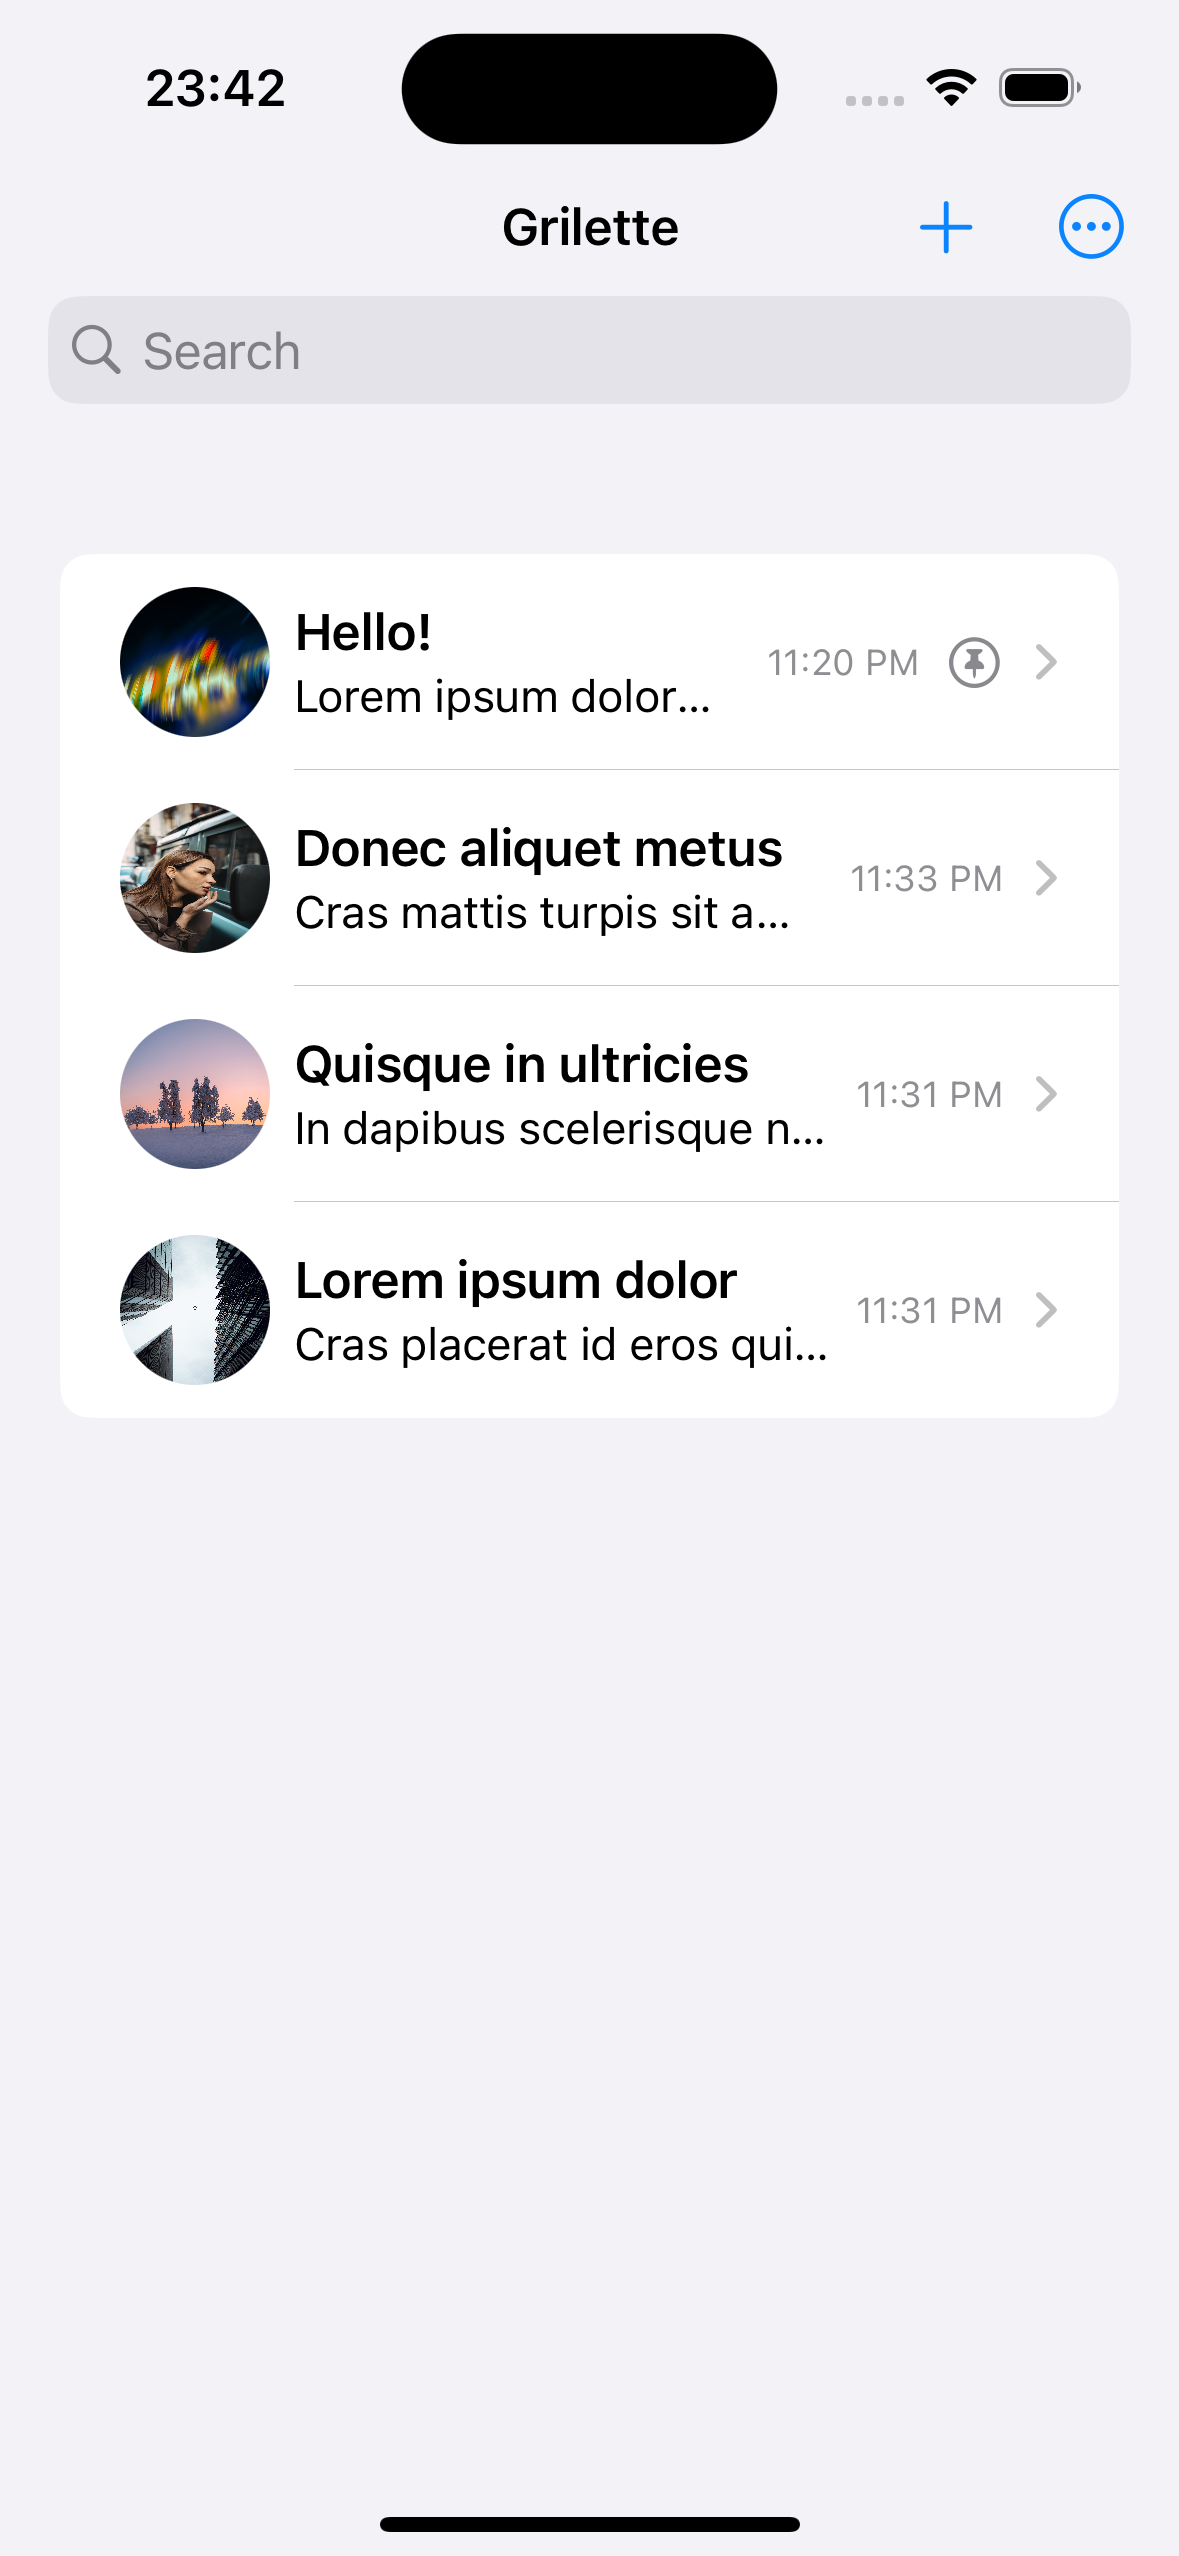 23:42
Grilette
Search
Hello!
Lorem ipsum dolor...
11:20 PM
Donec aliquet metus
Cras mattis turpis sit a...
11:33 PM
Quisque in ultricies
In dapibus scelerisque n...
11:31 PM
Lorem ipsum dolor
Cras placerat id eros qui...
11:31 PM